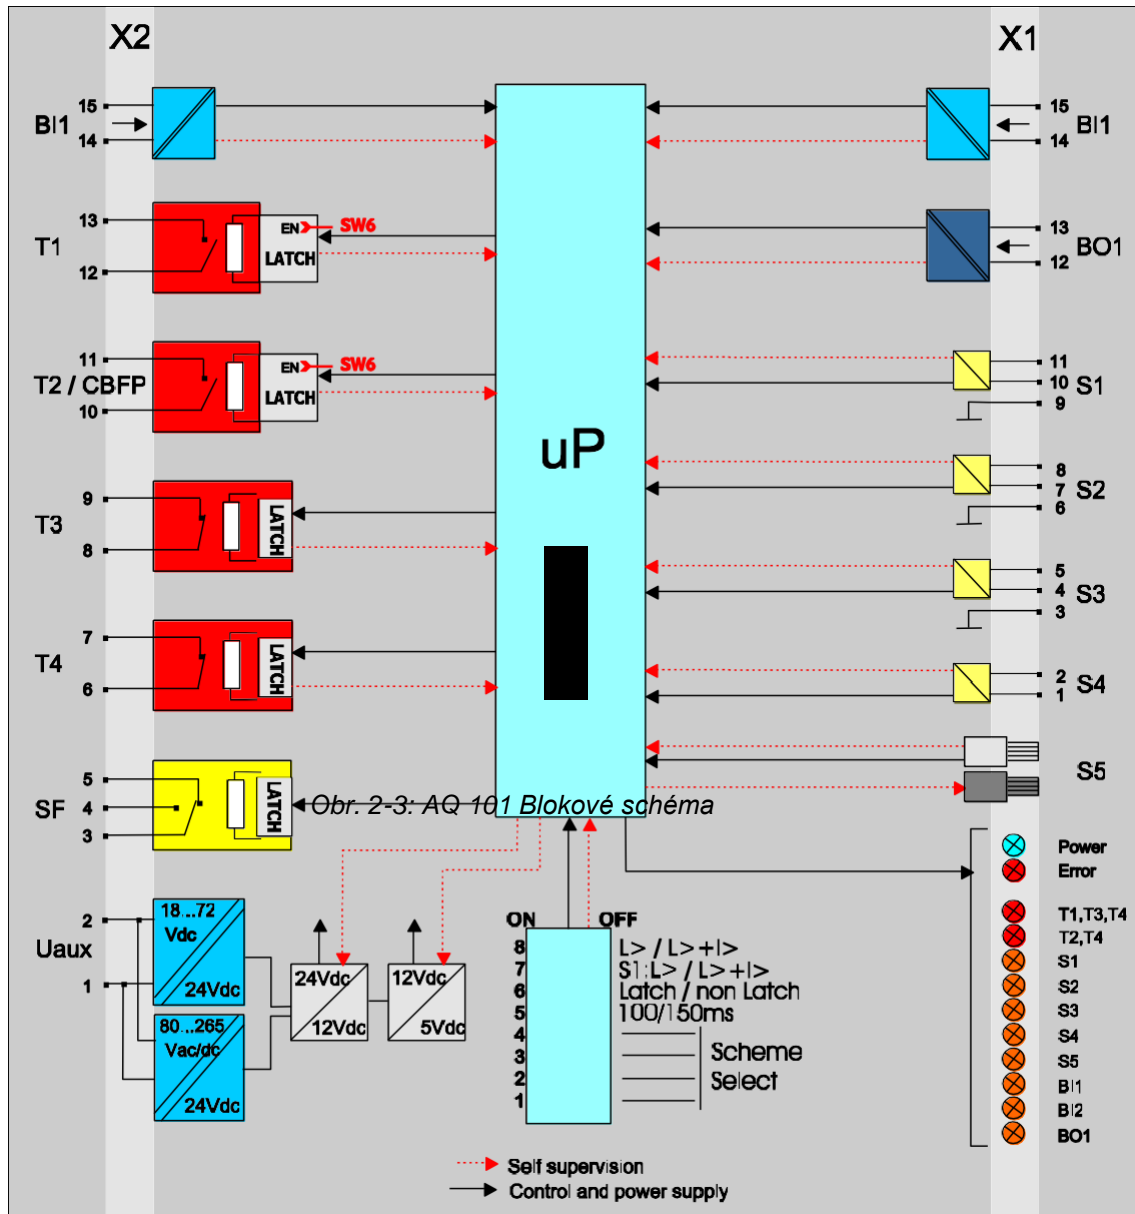 X2
X1
15
BI1
14
15
BI1
14
13
T1
12
EN
SW6
LATCH
13
BO1
12
11
T2 / CBFP
10
EN
SW6
LATCH
11
10
S1
9
uP
9
T3
8
LATCH
8
7
S2
6
5
4
S3
3
7
T4
6
LATCH
2
S4
1
S5
5
SF
4
3
LATCH
Obr. 2-3: AQ 101 Blokové schéma
2
Uaux
1
18...72
Vdc
24Vdc
80...265
Vac/dc
24Vdc
24Vdc
12Vdc
12Vdc
5Vdc
ON
OFF
8 L> / L>+I>
7 S1:L> / L>+I>
6 Latch / non Latch
5 100/150ms
4
3
2
1
Scheme
Select
Power
Error
T1,T3,T4
T2,T4
S1
S2
S3
S4
S5
BI1
BI2
BO1
Self supervision
Control and power supply